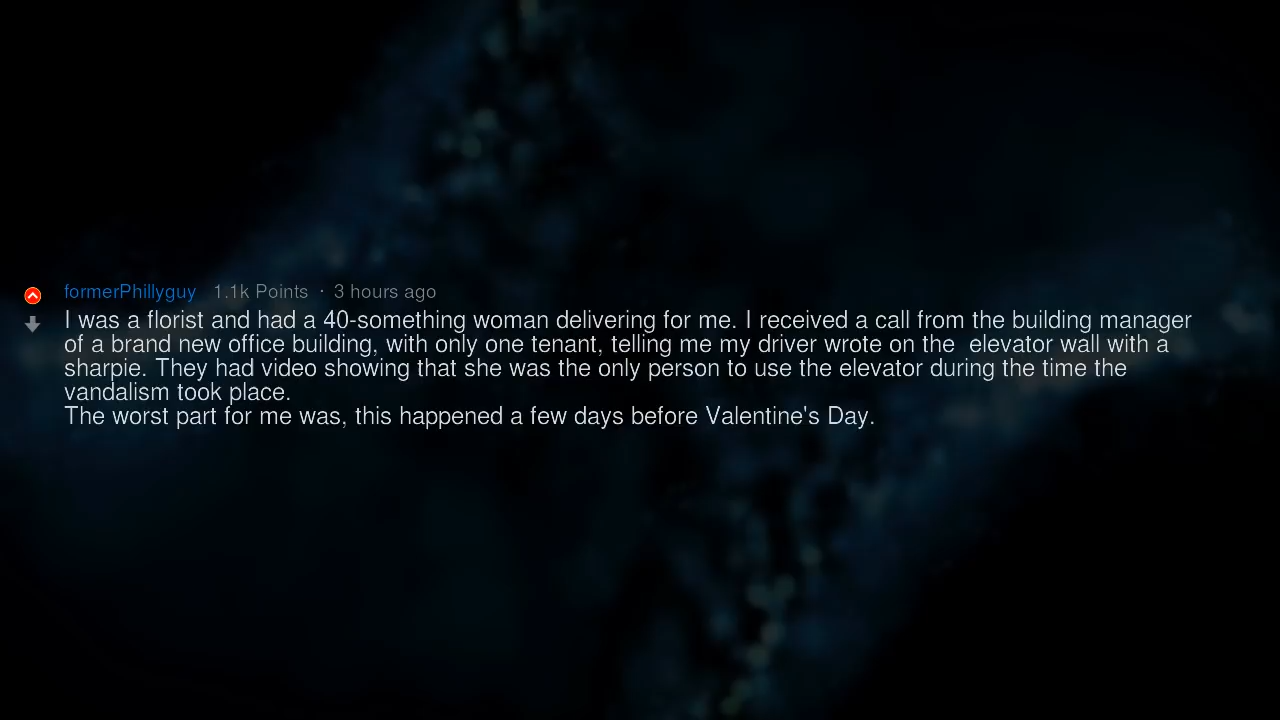 formerPhillyguy 1.1k Points · 3 hours ago
I was a florist and had a 40-something woman delivering for me. I received a call from the building manager
of a brand new office building, with only one tenant, telling me my driver wrote on the  elevator wall with a
sharpie. They had video showing that she was the only person to use the elevator during the time the
vandalism took place.
The worst part for me was, this happened a few days before Valentine's Day.